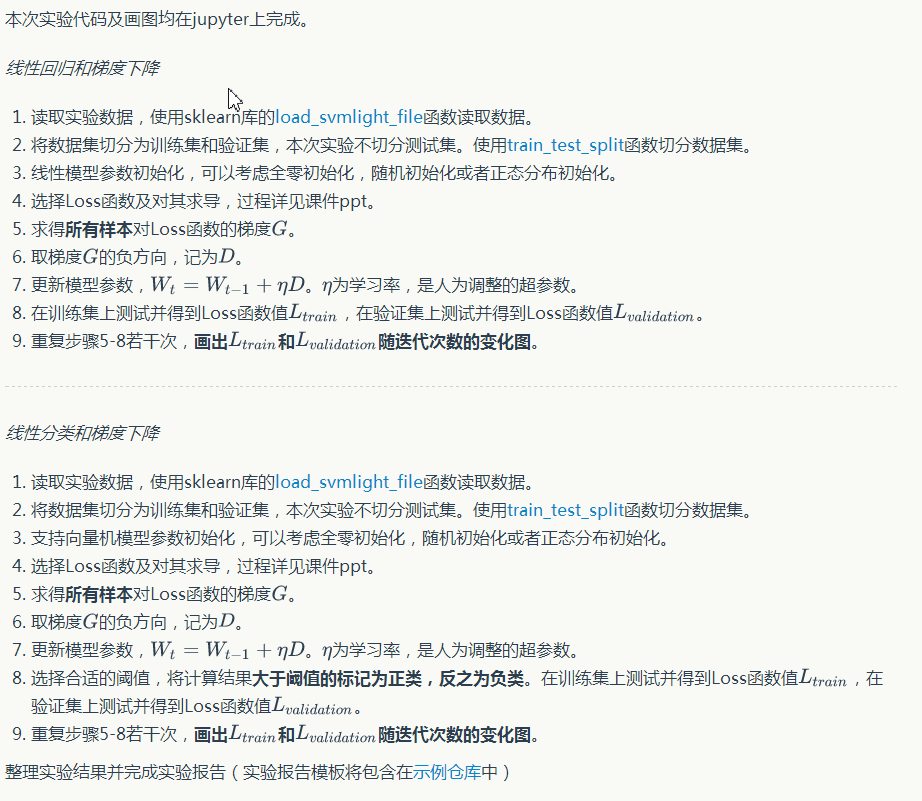 本次实验代码及画图均在jupyter上完成。
线性回归和梯度下降
1. 读取实验数据，使用sklearn库的load_svmlight_file函数读取数据。
2. 将数据集切分为训练集和验证集，本次实验不切分测试集。使用train_test_split函数切分数据集。
3. 线性模型参数初始化，可以考虑全零初始化，随机初始化或者正态分布初始化。
4. 选择Loss函数及对其求导，过程详见课件ppt。
5. 求得所有样本对Loss函数的梯度G。
6. 取梯度G的负方向，记为D。
7. 更新模型参数，W_t = W_{t-1} + ηD。η为学习率，是人为调整的超参数。
8. 在训练集上测试并得到Loss函数值L_{train}，在验证集上测试并得到Loss函数值L_{validation}。
9. 重复步骤5-8若干次，画出L_{train}和L_{validation}随迭代次数的变化图。
线性分类和梯度下降
1. 读取实验数据，使用sklearn库的load_svmlight_file函数读取数据。
2. 将数据集切分为训练集和验证集，本次实验不切分测试集。使用train_test_split函数切分数据集。
3. 支持向量机模型参数初始化，可以考虑全零初始化，随机初始化或者正态分布初始化。
4. 选择Loss函数及对其求导，过程详见课件ppt。
5. 求得所有样本对Loss函数的梯度G。
6. 取梯度G的负方向，记为D。
7. 更新模型参数，W_t = W_{t-1} + ηD。η为学习率，是人为调整的超参数。
8. 选择合适的阈值，将计算结果大于阈值的标记为正类，反之为负类。在训练集上测试并得到Loss函数值L_{train}，在
验证集上测试并得到Loss函数值L_{validation}。
9. 重复步骤5-8若干次，画出L_{train}和L_{validation}随迭代次数的变化图。
整理实验结果并完成实验报告（实验报告模板将包含在示例仓库中）